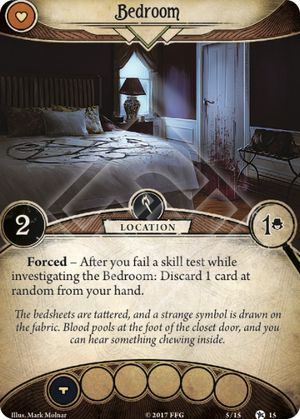 Bedroom
2
LOCATION
1
Forced – After you fail a skill test while
investigating the Bedroom: Discard 1 card at
random from your hand.
The bedsheets are tattered, and a strange symbol is drawn on
the fabric. Blood pools at the foot of the closet door, and you
can hear something chewing inside.
Illus. Mark Molnar
© 2017 FFG
5/15
15